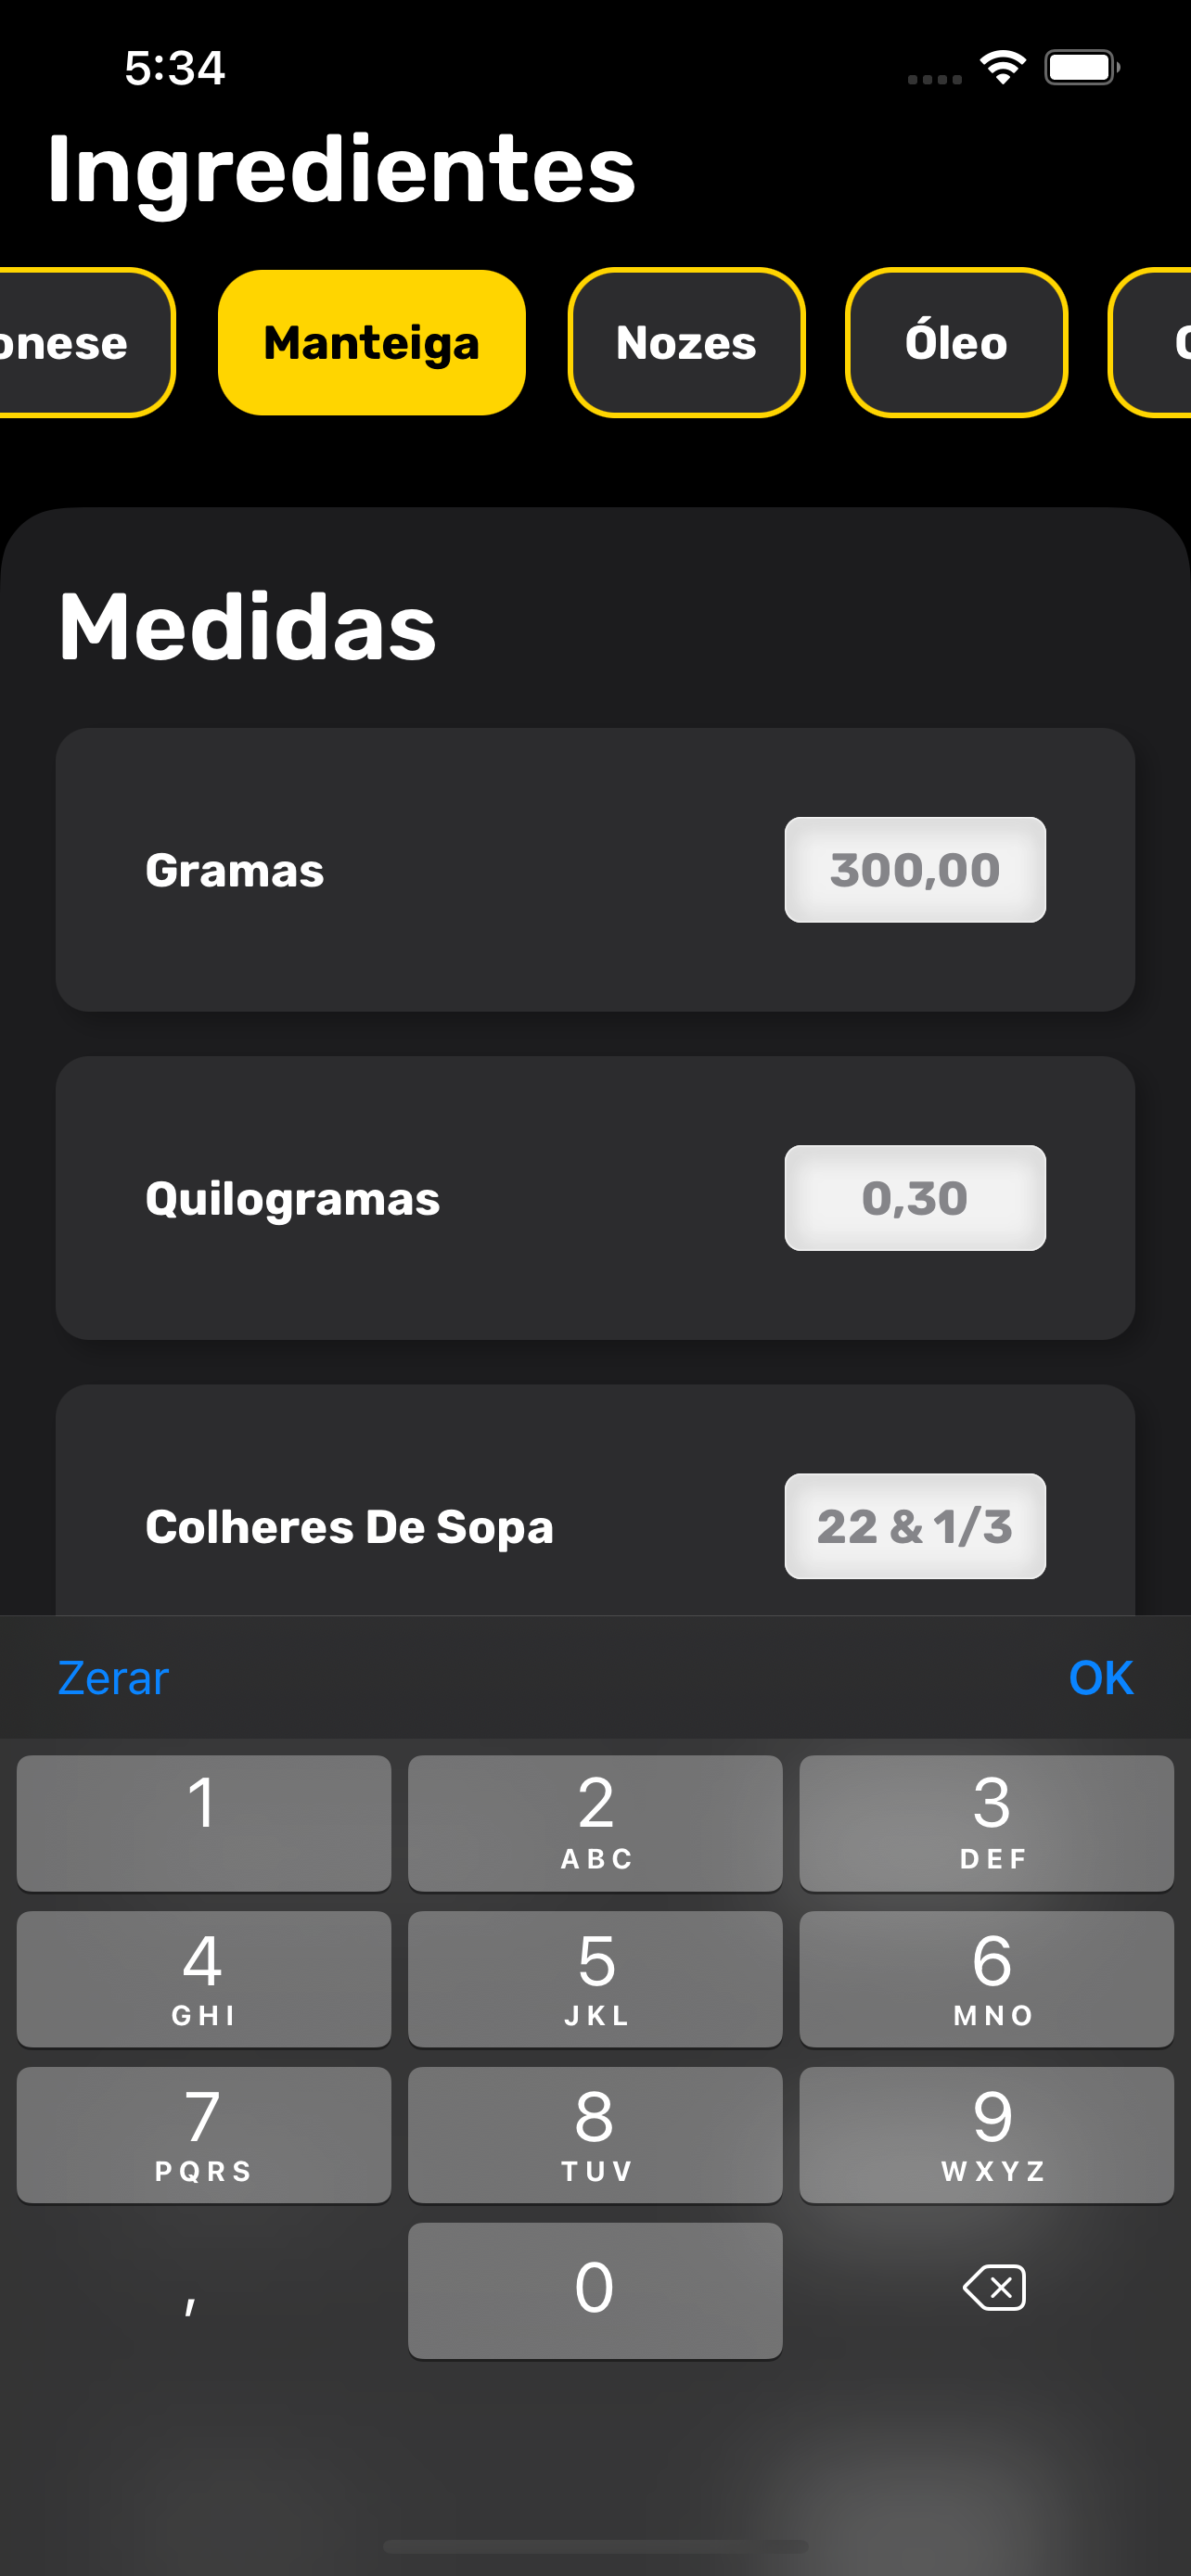 5:34
Ingredientes
onese Manteiga Nozes Óleo
Medidas
Gramas 300,00
Quilogramas 0,30
Colheres De Sopa 22 & 1/3
Zerar OK
1 2 3
ABC DEF
4 5 6
GHI JKL MNO
7 8 9
PQRS TUV WXYZ
, 0